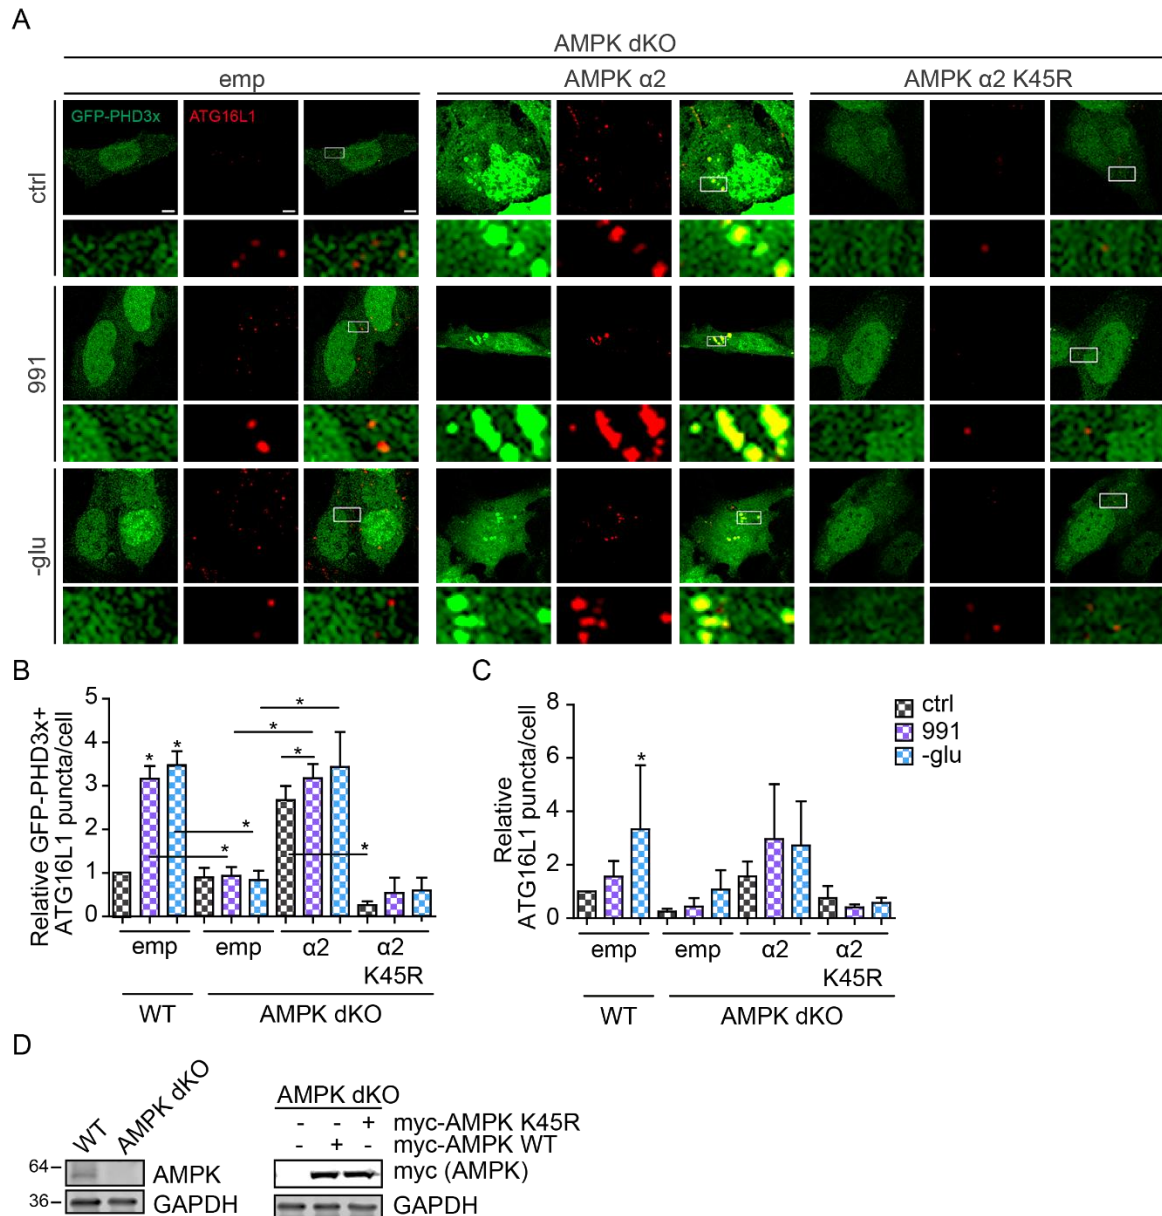 A
AMPK dKO
emp AMPK α2 AMPK α2 K45R
GFP-PHD3x ATG16L1
ctrl
991
-glu
B
Relative GFP-PHD3x+
ATG16L1 puncta/cell
5
4
3
2
1
0
* * * * * * * *
emp emp α2 α2
K45R
WT AMPK dKO
C
Relative
ATG16L1 puncta/cell
8
6
4
2
0
*
ctrl
991
-glu
emp emp α2 α2
K45R
WT AMPK dKO
D
WT AMPK dKO
64 AMPK
36 GAPDH
AMPK dKO
- - + myc-AMPK K45R
- + - myc-AMPK WT
myc (AMPK)
GAPDH